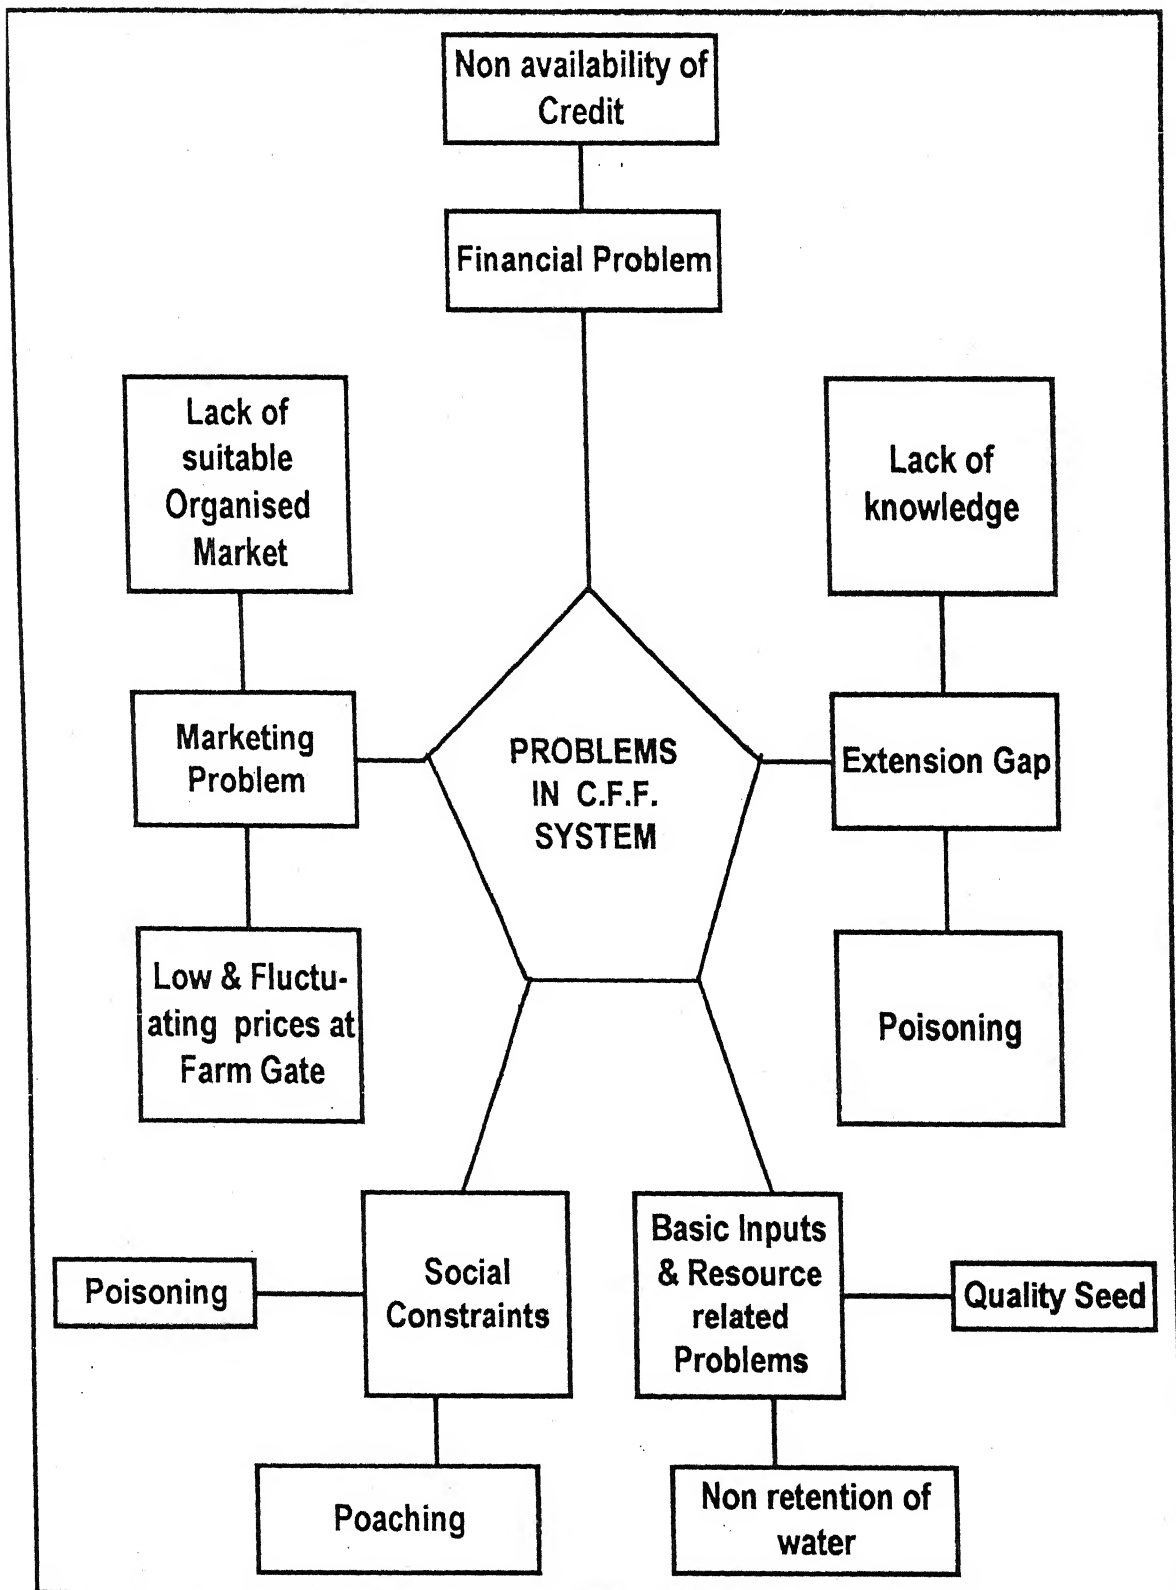 Non availability of
Credit
Financial Problem
Lack of
suitable
Organised
Market
Lack of
knowledge
Marketing
Problem
PROBLEMS
IN C.F.F.
SYSTEM
Extension Gap
Low & Fluctu-
ating prices at
Farm Gate
Poisoning
Poisoning
Social
Constraints
Basic Inputs
& Resource
related
Problems
Quality Seed
Poaching
Non retention of
water